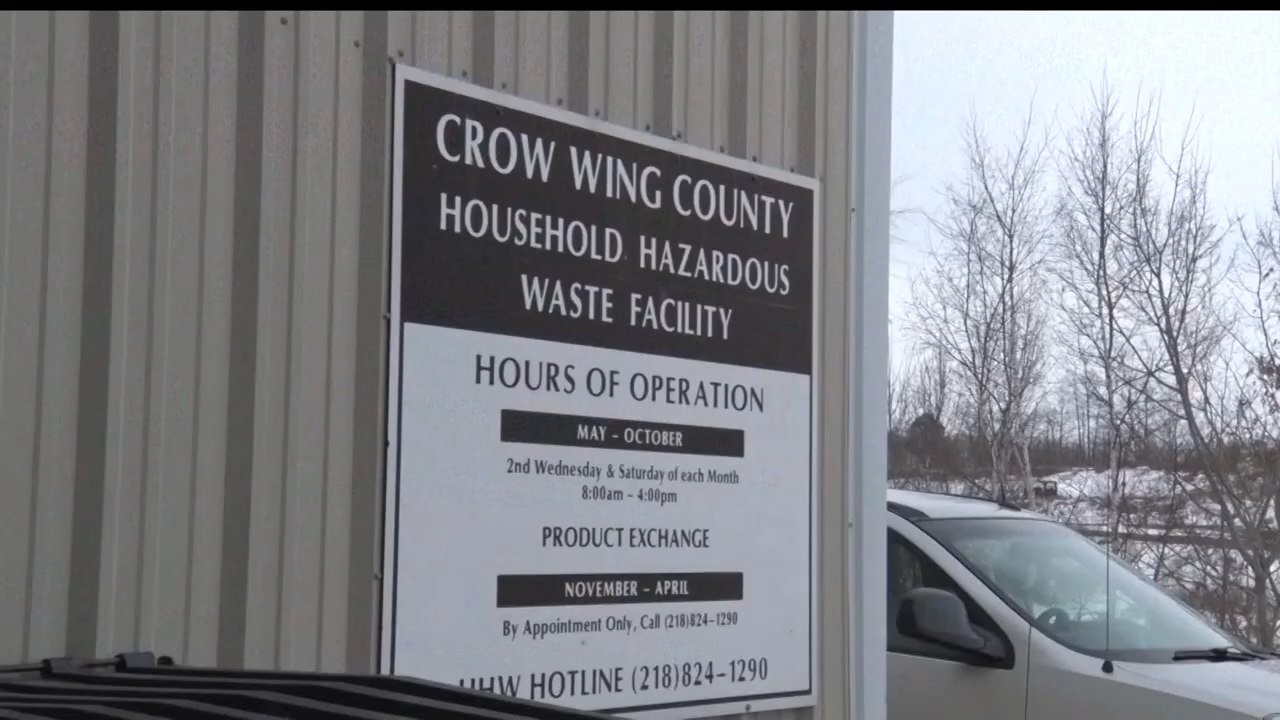 CROW WING COUNTY
HOUSEHOLD HAZARDOUS
WASTE FACILITY
HOURS OF OPERATION
MAY – OCTOBER
2nd Wednesday & Saturday of each Month
8:00am – 4:00pm
PRODUCT EXCHANGE
NOVEMBER – APRIL
By Appointment Only, Call (218)824–1290
HHW HOTLINE (218)824–1290